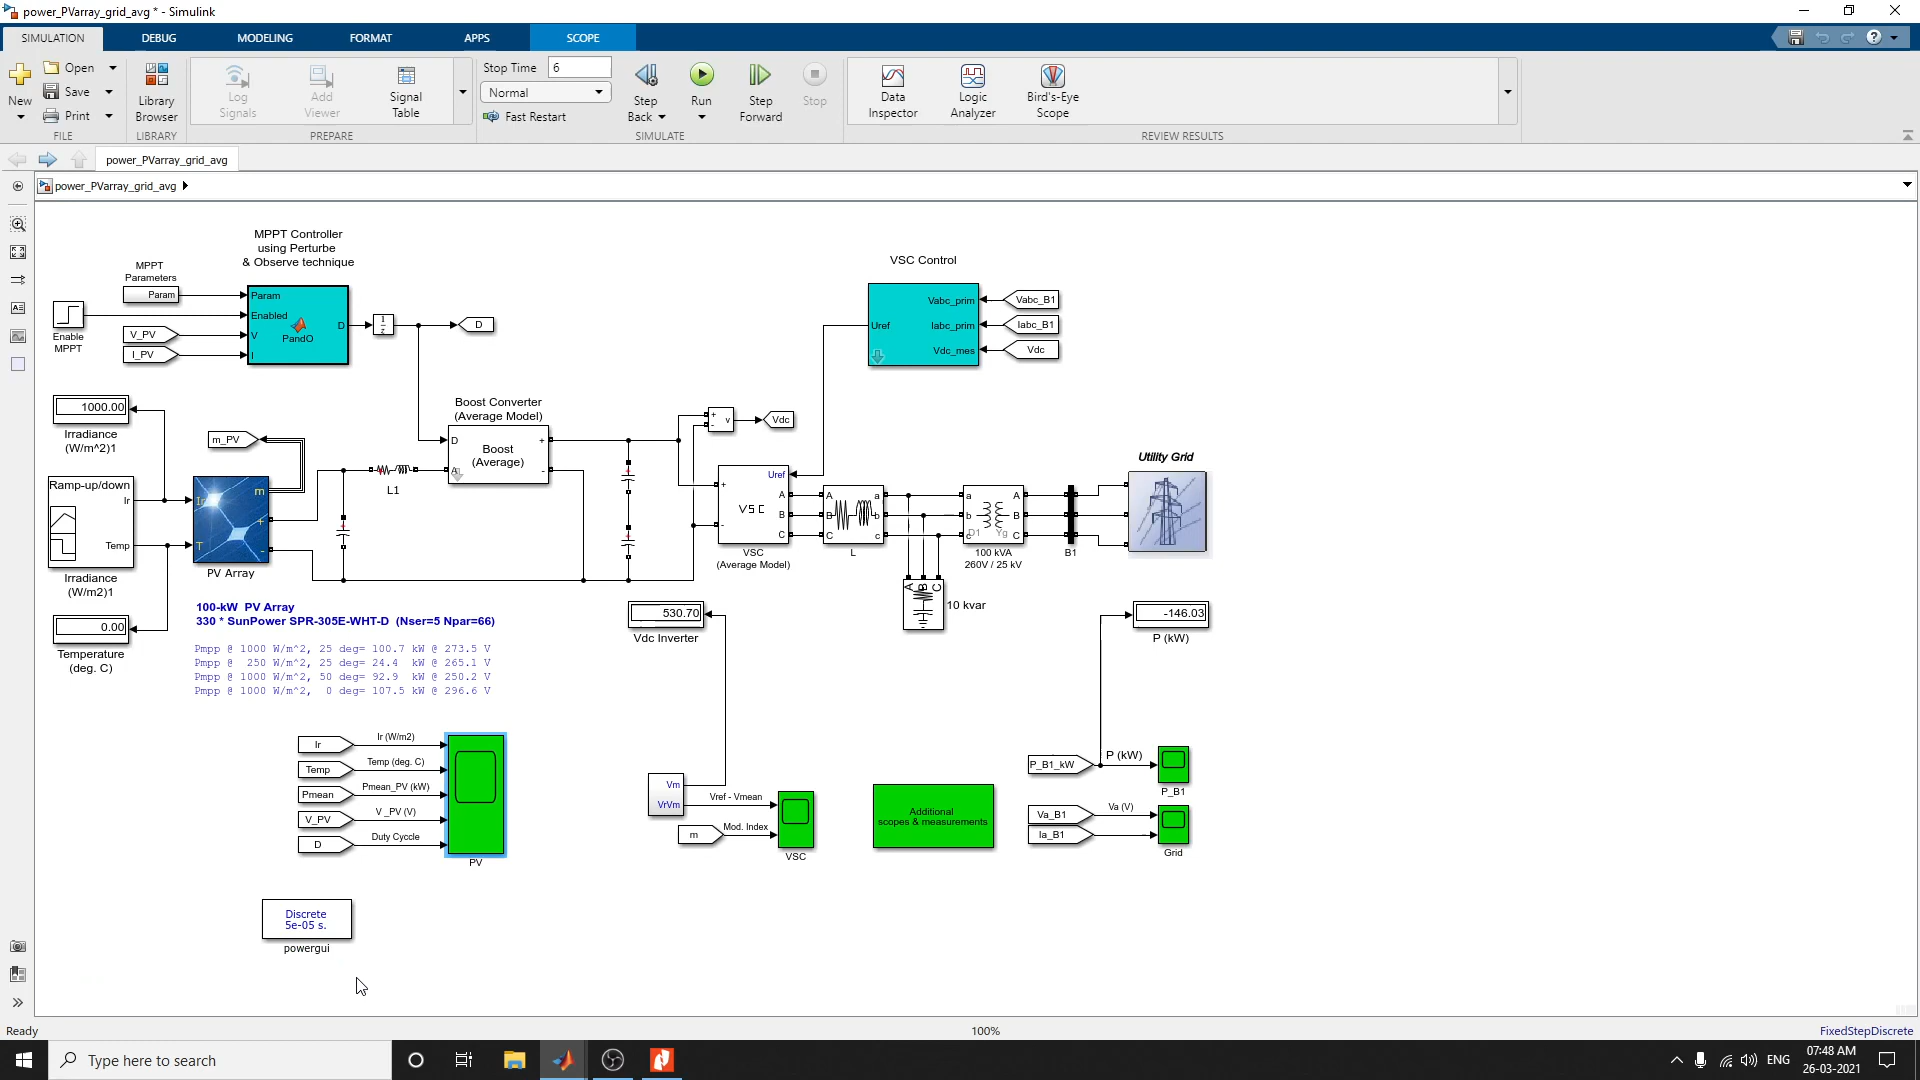 power_PVarray_grid_avg * - Simulink
SIMULATION DEBUG MODELING FORMAT APPS SCOPE
New
Open
Save
Print
FILE
Library
Browser
LIBRARY
Log
Signals
Add
Viewer
Signal
Table
PREPARE
Stop Time 6
Normal
Fast Restart
Step
Back
Run
Step
Forward
Stop
SIMULATE
Data
Inspector
Logic
Analyzer
Bird's-Eye
Scope
REVIEW RESULTS
power_PVarray_grid_avg
power_PVarray_grid_avg
MPPT Controller
using Perturbe
& Observe technique
MPPT
Parameters
Param
Enable
MPPT
V_PV
I_PV
Param
Enabled
V
I
D
PandO
1
z
D
VSC Control
Uref
Vabc_prim
Iabc_prim
Vdc_mes
Vabc_B1
Iabc_B1
Vdc
1000.00
Irradiance
(W/m^2)1
m_PV
Ramp-up/down
Ir
Temp
Irradiance
(W/m2)1
Ir
T
m
+
-
PV Array
0.00
Temperature
(deg. C)
L1
Boost Converter
(Average Model)
D
A
Boost
(Average)
+
-
+
-
v
Vdc
Uref
+
-
VSC
A
B
C
VSC
(Average Model)
A
B
C
a
b
c
L
a
b
c
A
B
C
D1 Yg
100 kVA
260V / 25 kV
B1
Utility Grid
A B C
10 kvar
100-kW PV Array
330 * SunPower SPR-305E-WHT-D (Nser=5 Npar=66)
Pmpp @ 1000 W/m^2, 25 deg= 100.7 kW @ 273.5 V
Pmpp @ 250 W/m^2, 25 deg= 24.4 kW @ 265.1 V
Pmpp @ 1000 W/m^2, 50 deg= 92.9 kW @ 250.2 V
Pmpp @ 1000 W/m^2, 0 deg= 107.5 kW @ 296.6 V
530.70
Vdc Inverter
-146.03
P (kW)
Ir
Ir (W/m2)
Temp
Temp (deg. C)
Pmean
Pmean_PV (kW)
V_PV
V _PV (V)
D
Duty Cyccle
PV
Vm
VrVm
Vref - Vmean
m
Mod. Index
VSC
Additional
scopes & measurements
P_B1_kW
P (kW)
P_B1
Va_B1
Va (V)
Ia_B1
Grid
Discrete
5e-05 s.
powergui
Ready
100%
FixedStepDiscrete
Type here to search
ENG
07:48 AM
26-03-2021